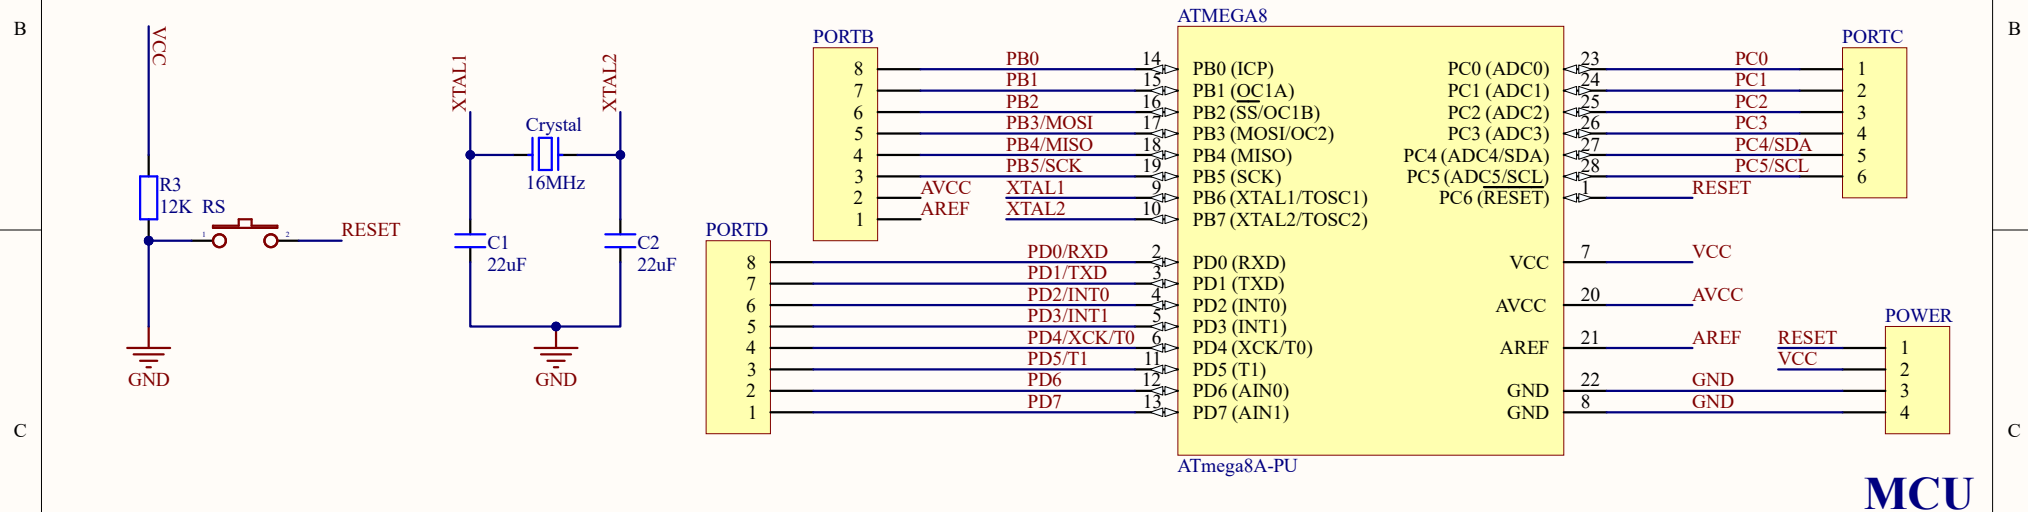 B
VCC
R3
12K RS
1
2
RESET
GND
XTAL1
XTAL2
Crystal
16MHz
C1
22uF
C2
22uF
GND
PORTB
8
7
6
5
4
3
2
1
PB0
PB1
PB2
PB3/MOSI
PB4/MISO
PB5/SCK
AVCC XTAL1
AREF XTAL2
14
15
16
17
18
19
9
10
PORTD
8
7
6
5
4
3
2
1
PD0/RXD
PD1/TXD
PD2/INT0
PD3/INT1
PD4/XCK/T0
PD5/T1
PD6
PD7
2
3
4
5
6
11
12
13
ATMEGA8
PB0 (ICP)
PB1 (OC1A)
PB2 (SS/OC1B)
PB3 (MOSI/OC2)
PB4 (MISO)
PB5 (SCK)
PB6 (XTAL1/TOSC1)
PB7 (XTAL2/TOSC2)
PD0 (RXD)
PD1 (TXD)
PD2 (INT0)
PD3 (INT1)
PD4 (XCK/T0)
PD5 (T1)
PD6 (AIN0)
PD7 (AIN1)
PC0 (ADC0)
PC1 (ADC1)
PC2 (ADC2)
PC3 (ADC3)
PC4 (ADC4/SDA)
PC5 (ADC5/SCL)
PC6 (RESET)
VCC
AVCC
AREF
GND
GND
ATmega8A-PU
23
24
25
26
27
28
1
7
20
21
22
8
PC0
PC1
PC2
PC3
PC4/SDA
PC5/SCL
RESET
VCC
AVCC
AREF
GND
GND
PORTC
1
2
3
4
5
6
RESET
VCC
POWER
1
2
3
4
B
C
C
MCU